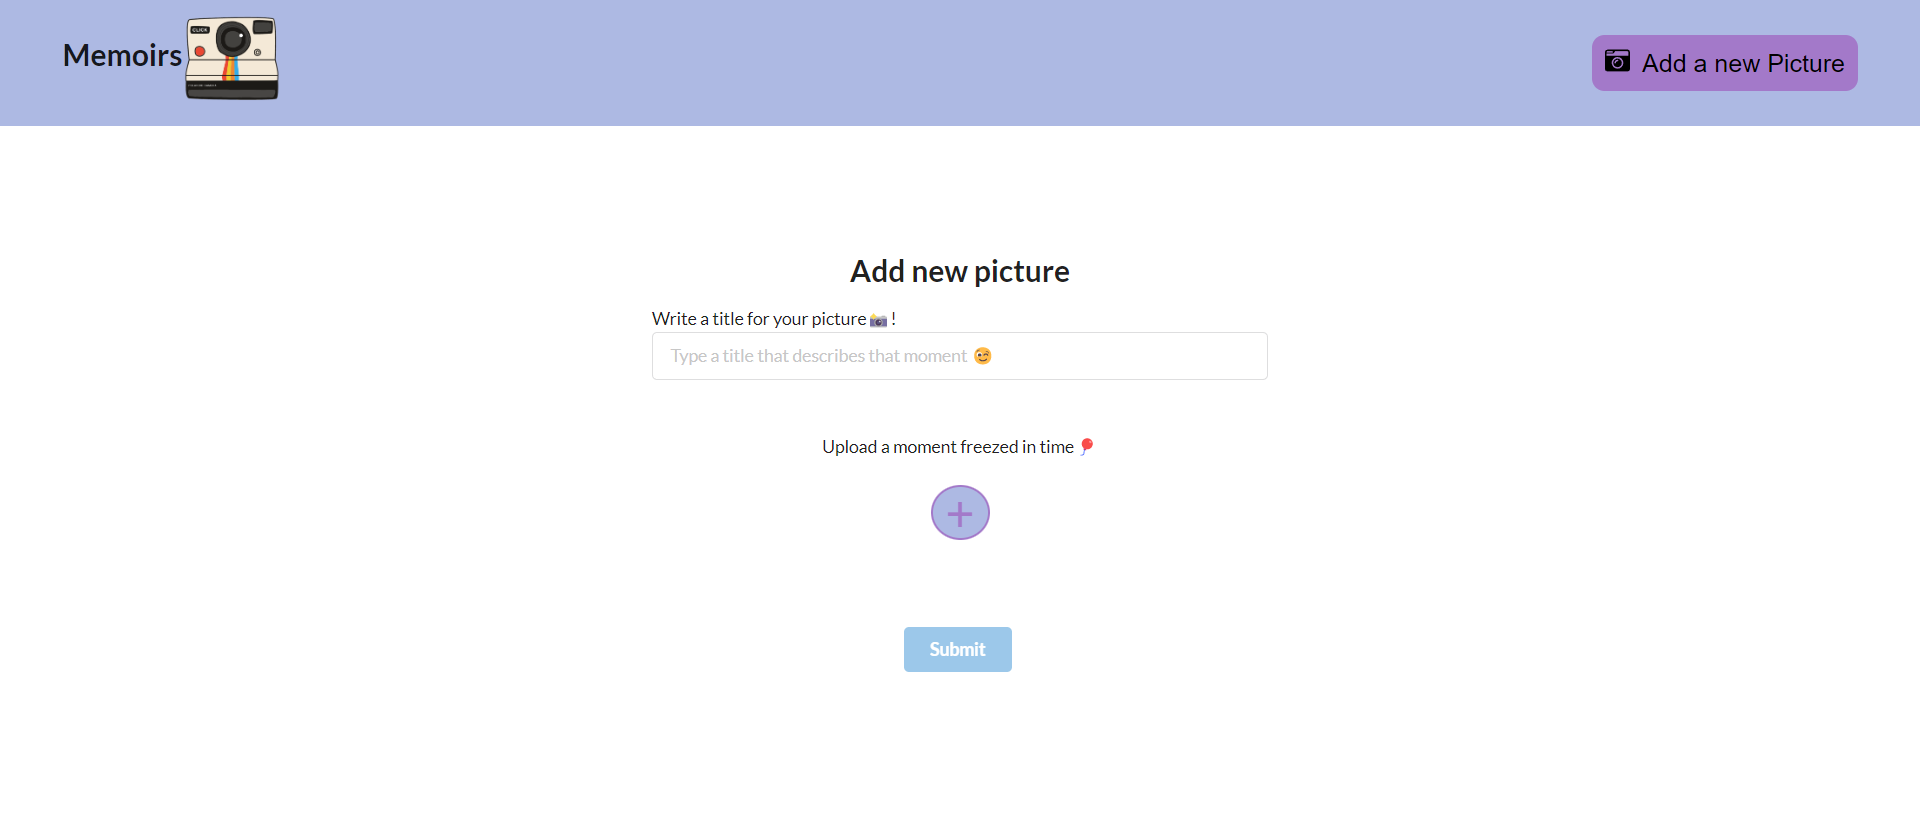 Memoirs
CLICK
Add a new Picture
Add new picture
Write a title for your picture 📸 !
Type a title that describes that moment 😉
Upload a moment freezed in time 🎈
+
Submit